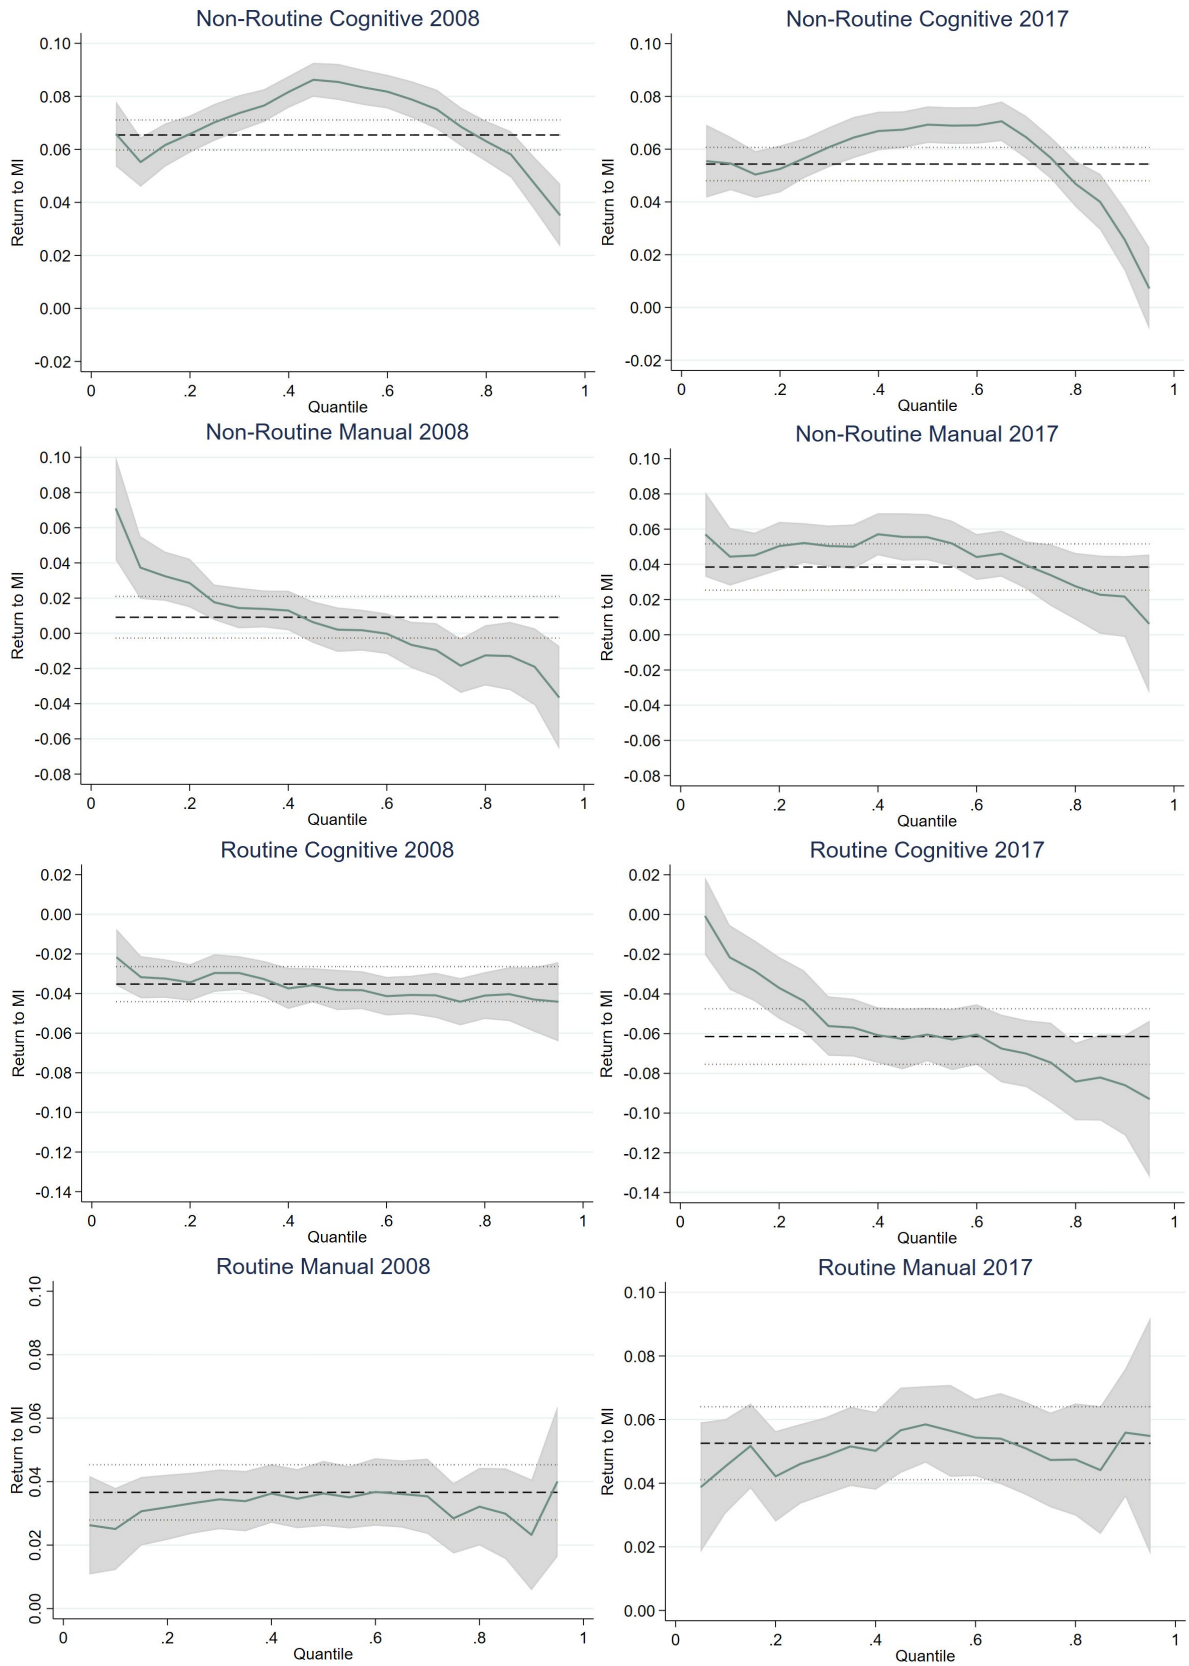 Non-Routine Cognitive 2008
Return to MI
0.10
0.08
0.06
0.04
0.02
0.00
-0.02
0 .2 .4 .6 .8 1
Quantile
Non-Routine Cognitive 2017
Return to MI
0.10
0.08
0.06
0.04
0.02
0.00
-0.02
0 .2 .4 .6 .8 1
Quantile
Non-Routine Manual 2008
Return to MI
0.10
0.08
0.06
0.04
0.02
0.00
-0.02
-0.04
-0.06
-0.08
0 .2 .4 .6 .8 1
Quantile
Non-Routine Manual 2017
Return to MI
0.10
0.08
0.06
0.04
0.02
0.00
-0.02
-0.04
-0.06
-0.08
0 .2 .4 .6 .8 1
Quantile
Routine Cognitive 2008
Return to MI
0.02
0.00
-0.02
-0.04
-0.06
-0.08
-0.10
-0.12
-0.14
0 .2 .4 .6 .8 1
Quantile
Routine Cognitive 2017
Return to MI
0.02
0.00
-0.02
-0.04
-0.06
-0.08
-0.10
-0.12
-0.14
0 .2 .4 .6 .8 1
Quantile
Routine Manual 2008
Return to MI
0.10
0.08
0.06
0.04
0.02
0.00
0 .2 .4 .6 .8 1
Quantile
Routine Manual 2017
Return to MI
0.10
0.08
0.06
0.04
0.02
0.00
0 .2 .4 .6 .8 1
Quantile